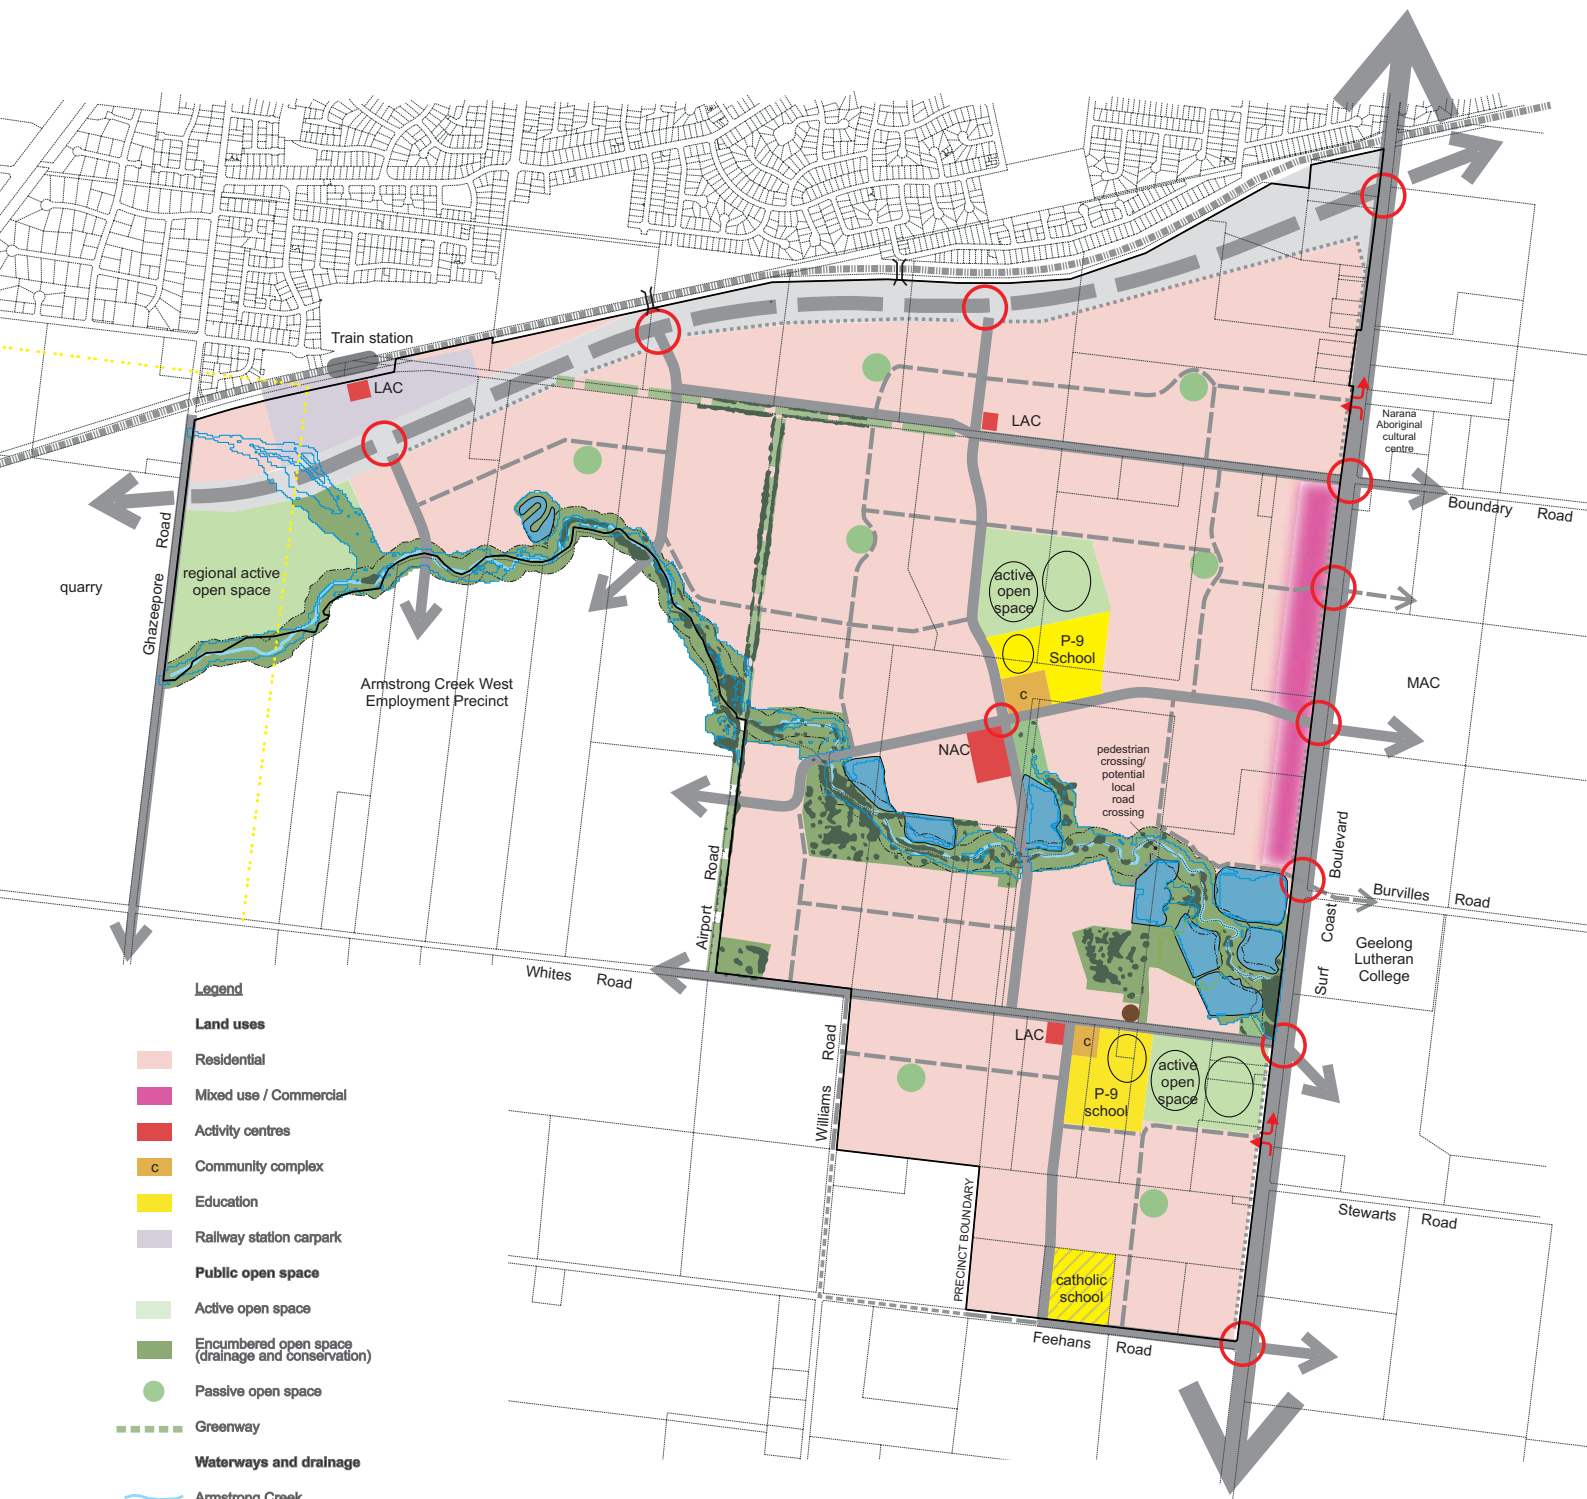 Train station
LAC
LAC
Narana
Aboriginal
cultural
centre
Boundary Road
Ghazeepore Road
quarry
regional active
open space
active
open
space
P-9
School
c
Armstrong Creek West
Employment Precinct
MAC
NAC
pedestrian
crossing/
potential
local
road
crossing
Airport Road
Surf Coast Boulevard
Burvilles Road
Geelong
Lutheran
College
Whites Road
Williams Road
LAC
c
P-9
school
active
open
space
PRECINCT BOUNDARY
Stewarts Road
catholic
school
Feehans Road
Legend
Land uses
Residential
Mixed use / Commercial
Activity centres
c Community complex
Education
Railway station carpark
Public open space
Active open space
Encumbered open space
(drainage and conservation)
Passive open space
Greenway
Waterways and drainage
Armstrong Creek